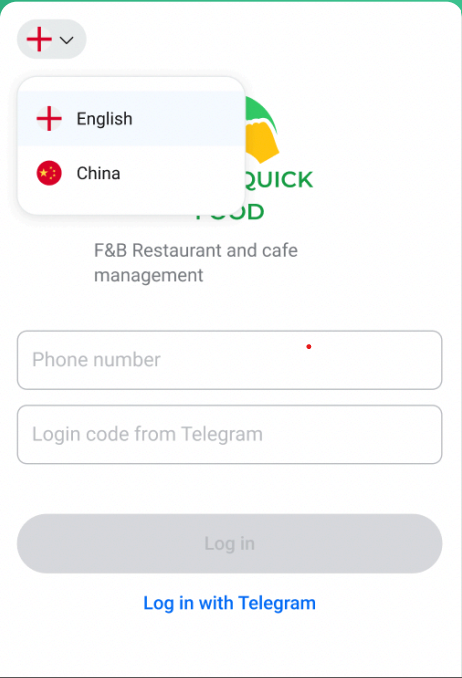 English
China
QUICK
FOOD
F&B Restaurant and cafe
management
Phone number
Login code from Telegram
Log in
Log in with Telegram